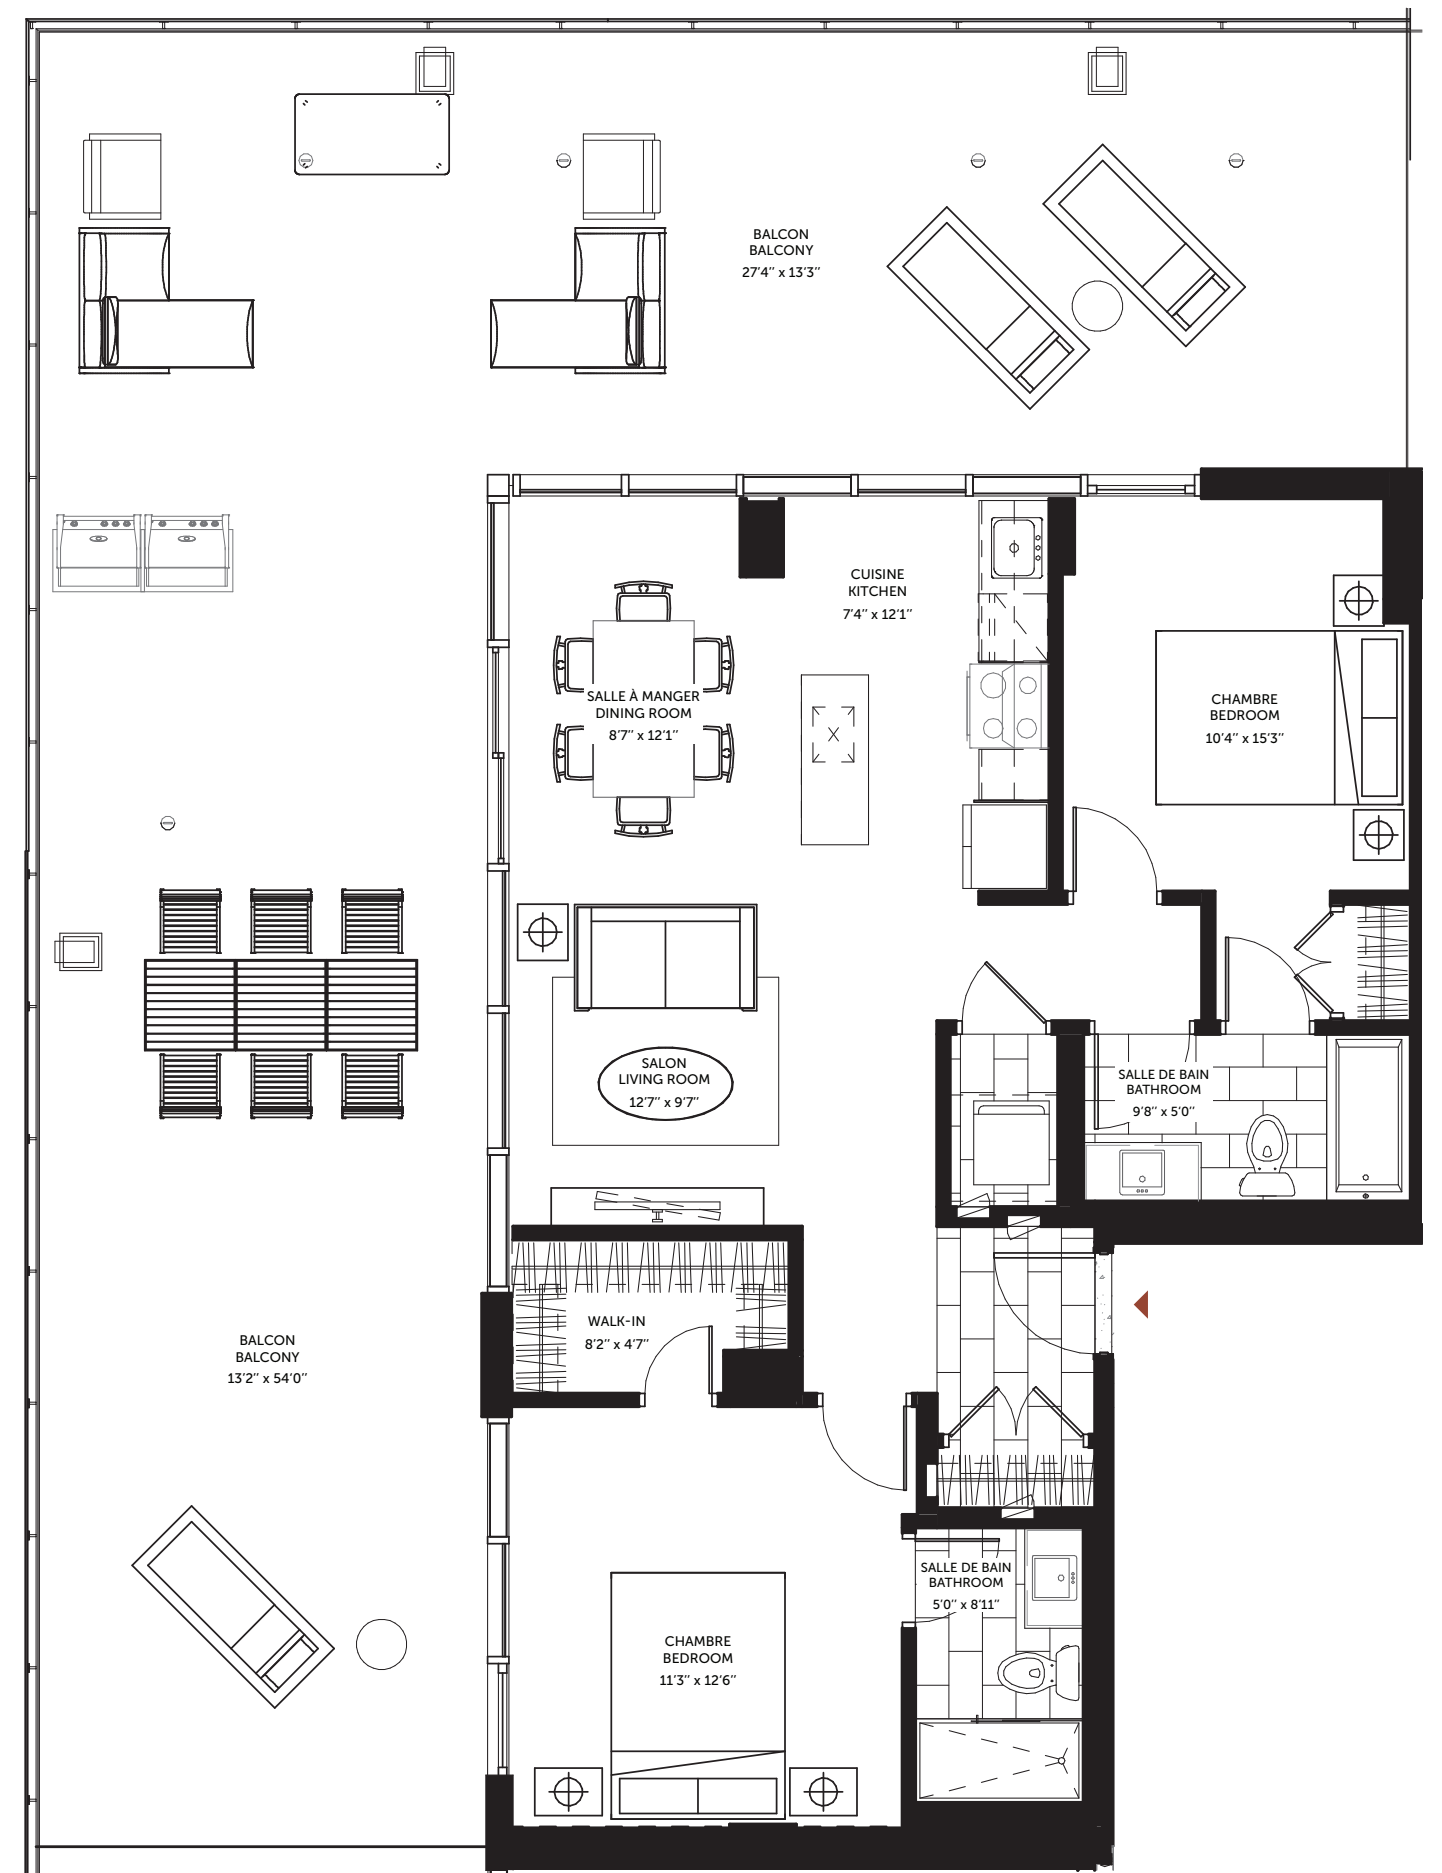 BALCON
BALCONY
27'4'' x 13'3''
CUISINE
KITCHEN
7'4'' x 12'1''
SALLE À MANGER
DINING ROOM
8'7'' x 12'1''
CHAMBRE
BEDROOM
10'4'' x 15'3''
SALON
LIVING ROOM
12'7'' x 9'7''
SALLE DE BAIN
BATHROOM
9'8'' x 5'0''
WALK-IN
8'2'' x 4'7''
BALCON
BALCONY
13'2'' x 54'0''
SALLE DE BAIN
BATHROOM
5'0'' x 8'11''
CHAMBRE
BEDROOM
11'3'' x 12'6''